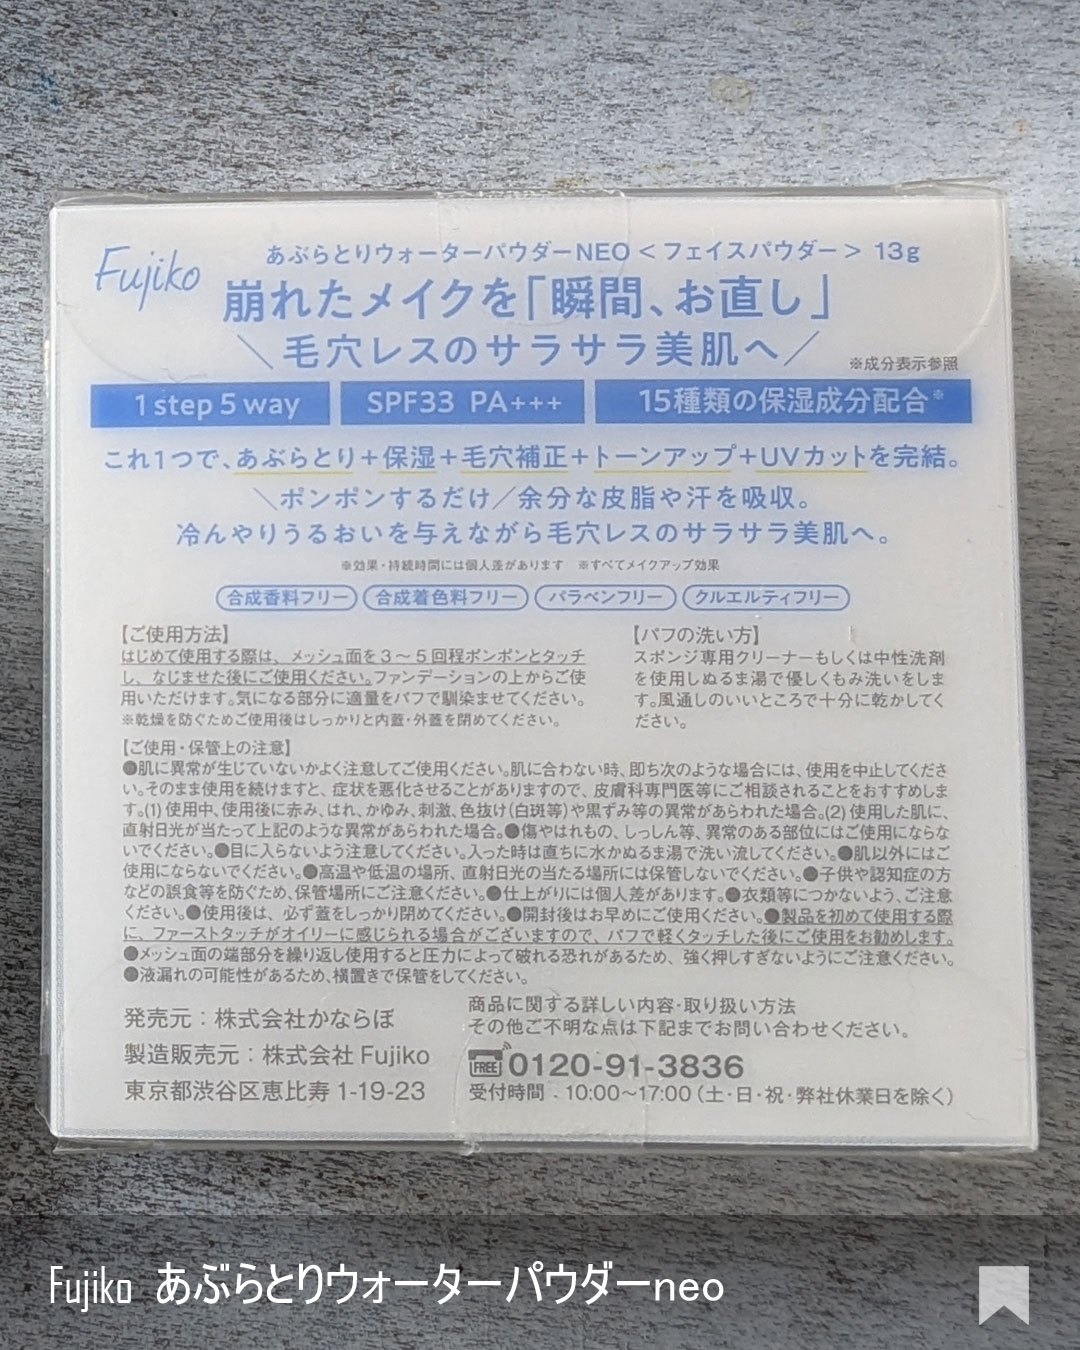 Fujiko
あぶらとりウォーターパウダーNEO＜フェイスパウダー＞ 13g
崩れたメイクを「瞬間、お直し」
＼毛穴レスのサラサラ美肌へ／
※成分表示参照
1 step 5 way
SPF33 PA+++
15種類の保湿成分配合※
これ1つで、あぶらとり＋保湿＋毛穴補正＋トーンアップ＋UVカットを完結。
＼ポンポンするだけ／余分な皮脂や汗を吸収。
冷んやりうるおいを与えながら毛穴レスのサラサラ美肌へ。
※効果・持続時間には個人差があります ※すべてメイクアップ効果
合成香料フリー
合成着色料フリー
パラベンフリー
クルエルティフリー
【ご使用方法】
はじめて使用する際は、メッシュ面を3〜5回程ポンポンとタッチ
し、なじませた後にご使用ください。ファンデーションの上からご使
用いただけます。気になる部分に適量をパフで馴染ませてください。
※乾燥を防ぐためご使用後はしっかりと内蓋・外蓋を閉めてください。
【パフの洗い方】
スポンジ専用クリーナーもしくは中性洗剤
を使用しぬるま湯で優しくもみ洗いをしま
す。風通しのいいところで十分に乾かしてく
ださい。
【ご使用・保管上の注意】
●肌に異常が生じていないかよく注意してご使用ください。肌に合わない時、即ち次のような場合には、使用を中止してくださ
い。そのまま使用を続けますと、症状を悪化させることがありますので、皮膚科専門医等にご相談されることをおすすめしま
す。(1)使用中、使用後に赤み、はれ、かゆみ、刺激、色抜け(白斑等)や黒ずみ等の異常があらわれた場合。(2)使用した肌に、
直射日光が当たって上記のような異常があらわれた場合。●傷やはれもの、しっしん等、異常のある部位にはご使用にならな
いでください。●目に入らないよう注意してください。入った時は直ちに水かぬるま湯で洗い流してください。●肌以外にはご
使用にならないでください。●高温や低温の場所、直射日光の当たる場所には保管しないでください。●子供や認知症の方
などの誤食等を防ぐため、保管場所にご注意ください。●仕上がりには個人差があります。●衣類等につかないよう、ご注意
ください。●使用後は、必ず蓋をしっかり閉めてください。●開封後はお早めにご使用ください。●製品を初めて使用する際
に、ファーストタッチがオイリーに感じられる場合がございますので、パフで軽くタッチした後にご使用をお勧めします。
●メッシュ面の端部分を繰り返し使用すると圧力によって破れる恐れがあるため、強く押しすぎないようにご注意ください。
●液漏れの可能性があるため、横置きで保管をしてください。
発売元：株式会社かならぼ
製造販売元：株式会社 Fujiko
東京都渋谷区恵比寿 1-19-23
商品に関する詳しい内容・取り扱い方法
その他ご不明な点は下記までお問い合わせください。
FREE 0120-91-3836
受付時間：10:00〜17:00（土・日・祝・弊社休業日を除く）
Fujiko あぶらとりウォーターパウダーneo